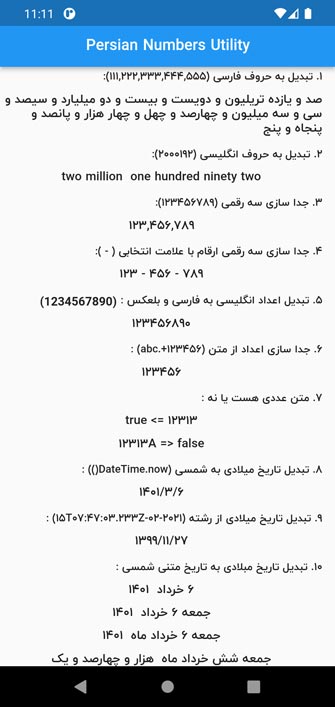 11:11
Persian Numbers Utility
۱. تبدیل به حروف فارسی (۱۱۱,۲۲۲,۳۳۳,۴۴۴,۵۵۵):
صد و یازده تریلیون و دویست و بیست و دو میلیارد و سیصد و
سی و سه میلیون و چهارصد و چهل و چهار هزار و پانصد و
پنجاه و پنج
۲. تبدیل به حروف انگلیسی (۲۰۰۰۱۹۲):
two million  one hundred ninety two
۳. جدا سازی سه رقمی (۱۲۳۴۵۶۷۸۹):
۱۲۳,۴۵۶,۷۸۹
۴. جدا سازی سه رقمی ارقام با علامت انتخابی ( - ):
۱۲۳ - ۴۵۶ - ۷۸۹
۵. تبدیل اعداد انگلیسی به فارسی و بلعکس : (1234567890)
۱۲۳۴۵۶۸۹۰
۶. جدا سازی اعداد از متن (abc.+۱۲۳۴۵۶) :
۱۲۳۴۵۶
۷. متن عددی هست یا نه :
true <= ۱۲۳۱۳
۱۲۳۱۳A => false
۸. تبدیل تاریخ میلادی به شمسی (DateTime.now()) :
۱۴۰۱/۳/۶
۹. تبدیل تاریخ میلادی از رشته (۲۰۲۱-۰۲-۱۵T۰۷:۴۷:۰۳.۲۳۳Z) :
۱۳۹۹/۱۱/۲۷
۱۰. تبدیل تاریخ میلادی به تاریخ متنی شمسی :
۶ خرداد  ۱۴۰۱
جمعه ۶ خرداد  ۱۴۰۱
جمعه ۶ خرداد ماه  ۱۴۰۱
جمعه شش خرداد ماه  هزار و چهارصد و یک